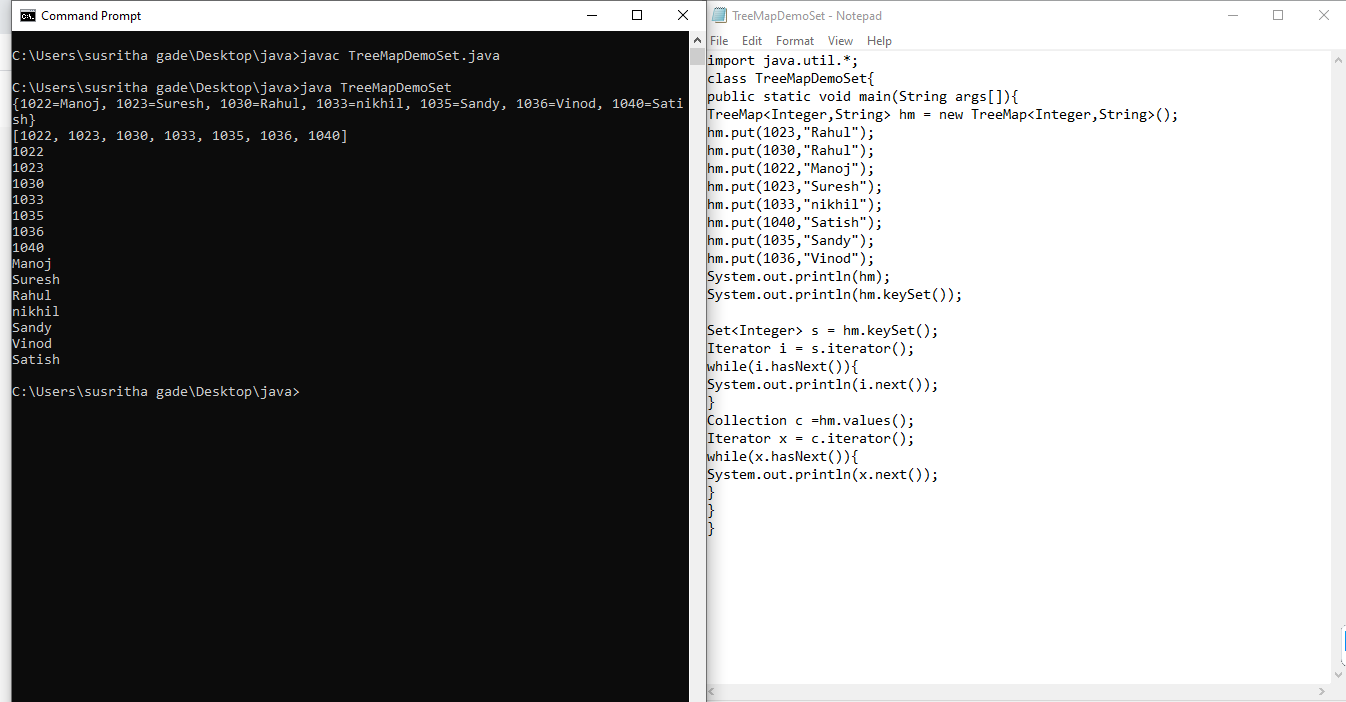 Command Prompt
C:\Users\susritha gade\Desktop\java>javac TreeMapDemoSet.java
C:\Users\susritha gade\Desktop\java>java TreeMapDemoSet
{1022=Manoj, 1023=Suresh, 1030=Rahul, 1033=nikhil, 1035=Sandy, 1036=Vinod, 1040=Sati
sh}
[1022, 1023, 1030, 1033, 1035, 1036, 1040]
1022
1023
1030
1033
1035
1036
1040
Manoj
Suresh
Rahul
nikhil
Sandy
Vinod
Satish
C:\Users\susritha gade\Desktop\java>
TreeMapDemoSet - Notepad
File Edit Format View Help
import java.util.*;
class TreeMapDemoSet{
public static void main(String args[]){
TreeMap<Integer,String> hm = new TreeMap<Integer,String>();
hm.put(1023,"Rahul");
hm.put(1030,"Rahul");
hm.put(1022,"Manoj");
hm.put(1023,"Suresh");
hm.put(1033,"nikhil");
hm.put(1040,"Satish");
hm.put(1035,"Sandy");
hm.put(1036,"Vinod");
System.out.println(hm);
System.out.println(hm.keySet());
Set<Integer> s = hm.keySet();
Iterator i = s.iterator();
while(i.hasNext()){
System.out.println(i.next());
}
Collection c =hm.values();
Iterator x = c.iterator();
while(x.hasNext()){
System.out.println(x.next());
}
}
}